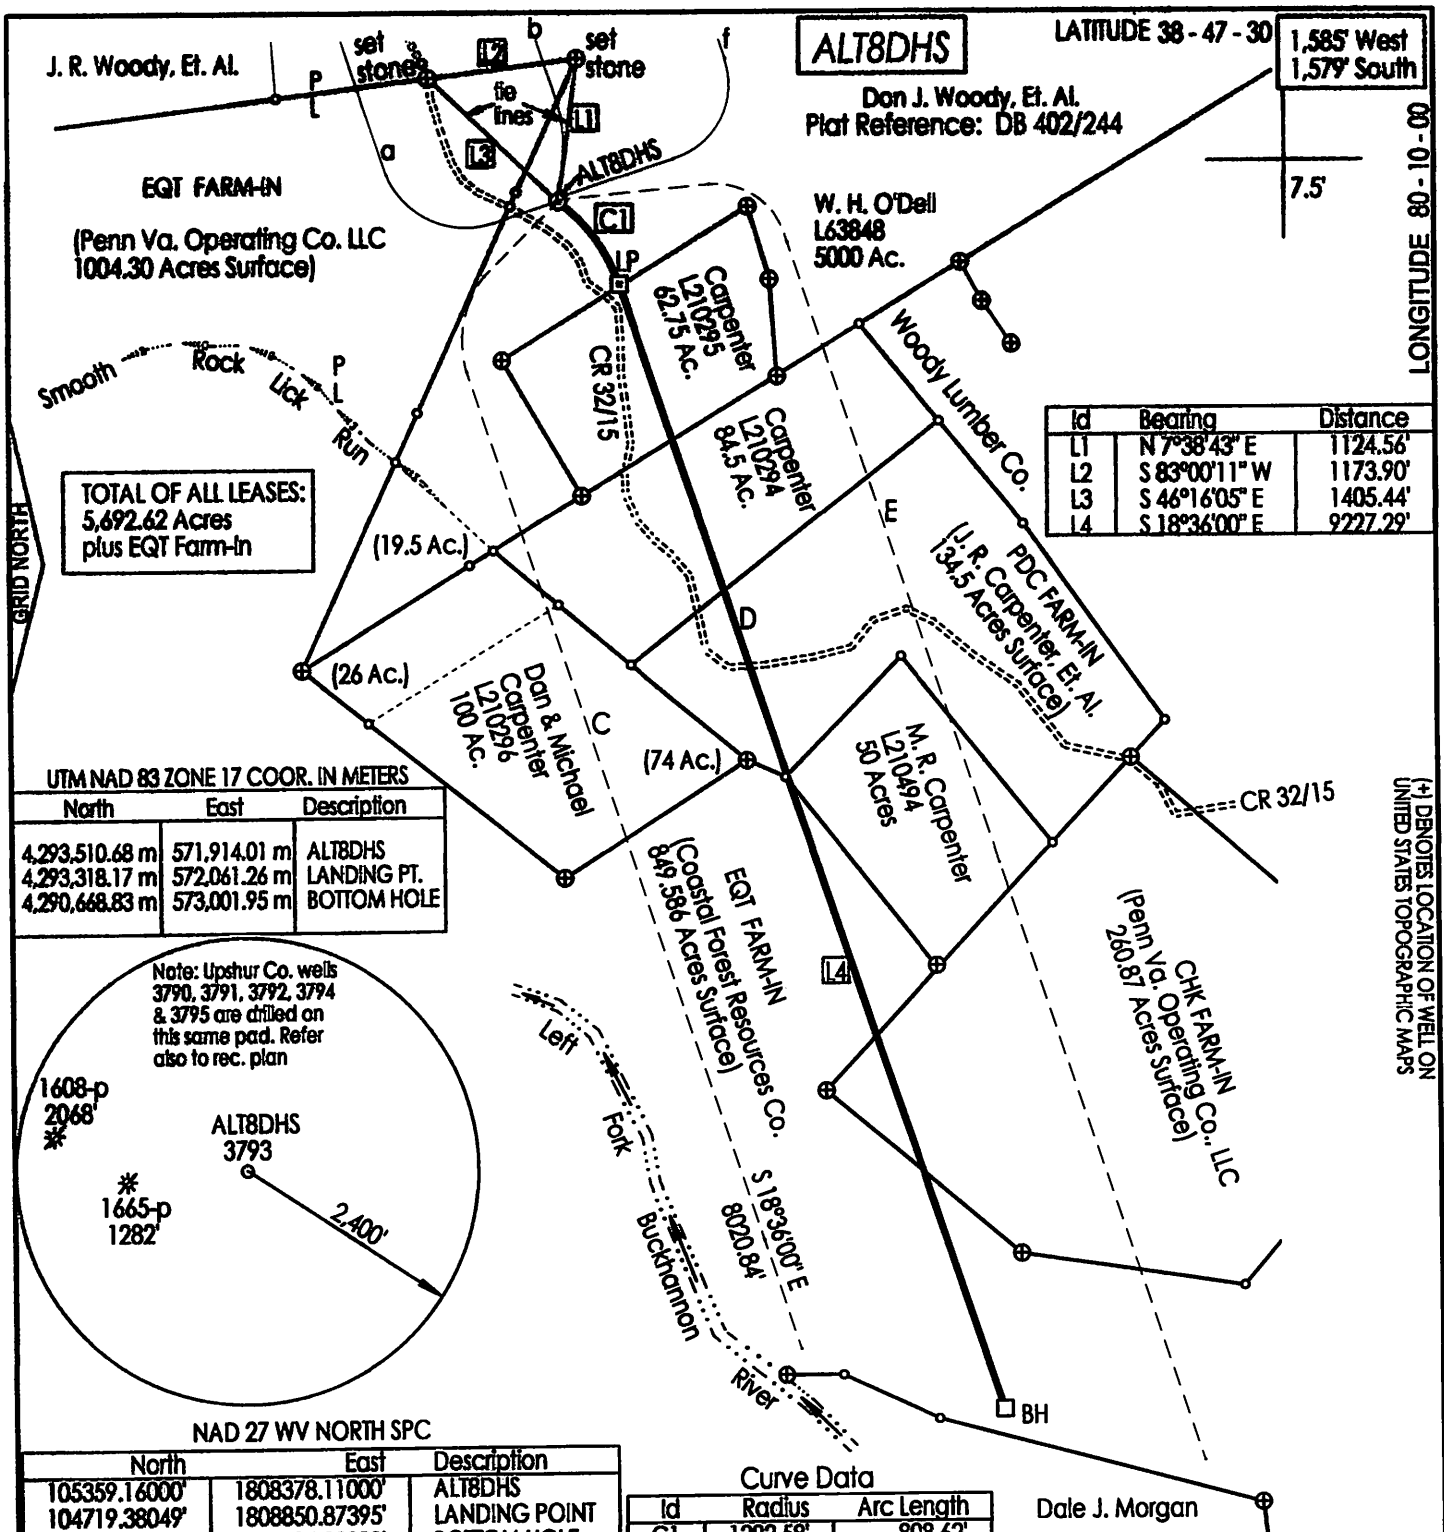 J. R. Woody, Et. Al.
set
stone
L2
b
set
stone
f
ALT8DHS
LATITUDE 38 - 47 - 30
1,585' West
1,579' South
P
L
tie
lines
L1
L3
a
Don J. Woody, Et. Al.
Plat Reference: DB 402/244
LONGITUDE 80 - 10 - 00
7.5'
EQT FARM-IN
(Penn Va. Operating Co. LLC
1004.30 Acres Surface)
ALT8DHS
C1
LP
W. H. O'Dell
L63848
5000 Ac.
Carpenter
L210295
62.75 Ac.
CR 32/15
Smooth
Rock
Lick
Run
P
L
Woody Lumber Co.
Carpenter
L210294
84.5 Ac.
Id Bearing Distance
L1 N 7°38'43" E 1124.56'
L2 S 83°00'11" W 1173.90'
L3 S 46°16'05" E 1405.44'
L4 S 18°36'00" E 9227.29'
TOTAL OF ALL LEASES:
5,692.62 Acres
plus EQT Farm-In
GRID NORTH
(19.5 Ac.)
E
D
PDC FARM-IN
(J. R. Carpenter, Et. Al.
134.5 Acres Surface)
(26 Ac.)
Dan & Michael
Carpenter
L210296
100 Ac.
C
(74 Ac.)
M. R. Carpenter
L210494
50 Acres
CR 32/15
(+) DENOTES LOCATION OF WELL ON
UNITED STATES TOPOGRAPHIC MAPS
UTM NAD 83 ZONE 17 COOR. IN METERS
North East Description
4,293,510.68 m 571,914.01 m ALT8DHS
4,293,318.17 m 572,061.26 m LANDING PT.
4,290,668.83 m 573,001.95 m BOTTOM HOLE
EQT FARM-IN
(Coastal Forest Resources Co.
849.586 Acres Surface)
L4
CHK FARM-IN
(Penn Va. Operating Co., LLC
260.87 Acres Surface)
Note: Upshur Co. wells
3790, 3791, 3792, 3794
& 3795 are drilled on
this same pad. Refer
also to rec. plan
1608-p
2068'
ALT8DHS
3793
1665-p
1282'
2,400'
Left
Fork
Buckhannon
River
S 18°36'00" E
8020.84'
BH
NAD 27 WV NORTH SPC
North East Description
105359.16000' 1808378.11000' ALT8DHS
104719.38049' 1808850.87395' LANDING POINT
Curve Data
Id Radius Arc Length
Dale J. Morgan